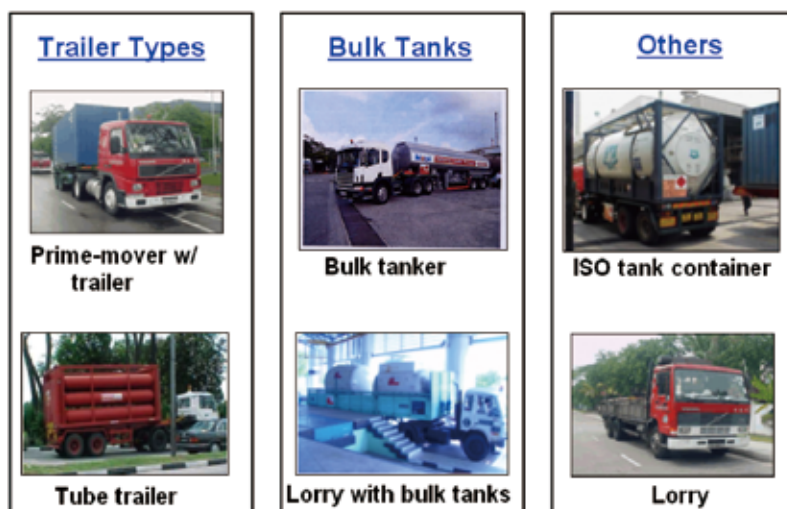 Trailer Types
Prime-mover w/
trailer
Tube trailer
Bulk Tanks
Bulk tanker
Lorry with bulk tanks
Others
ISO tank container
Lorry